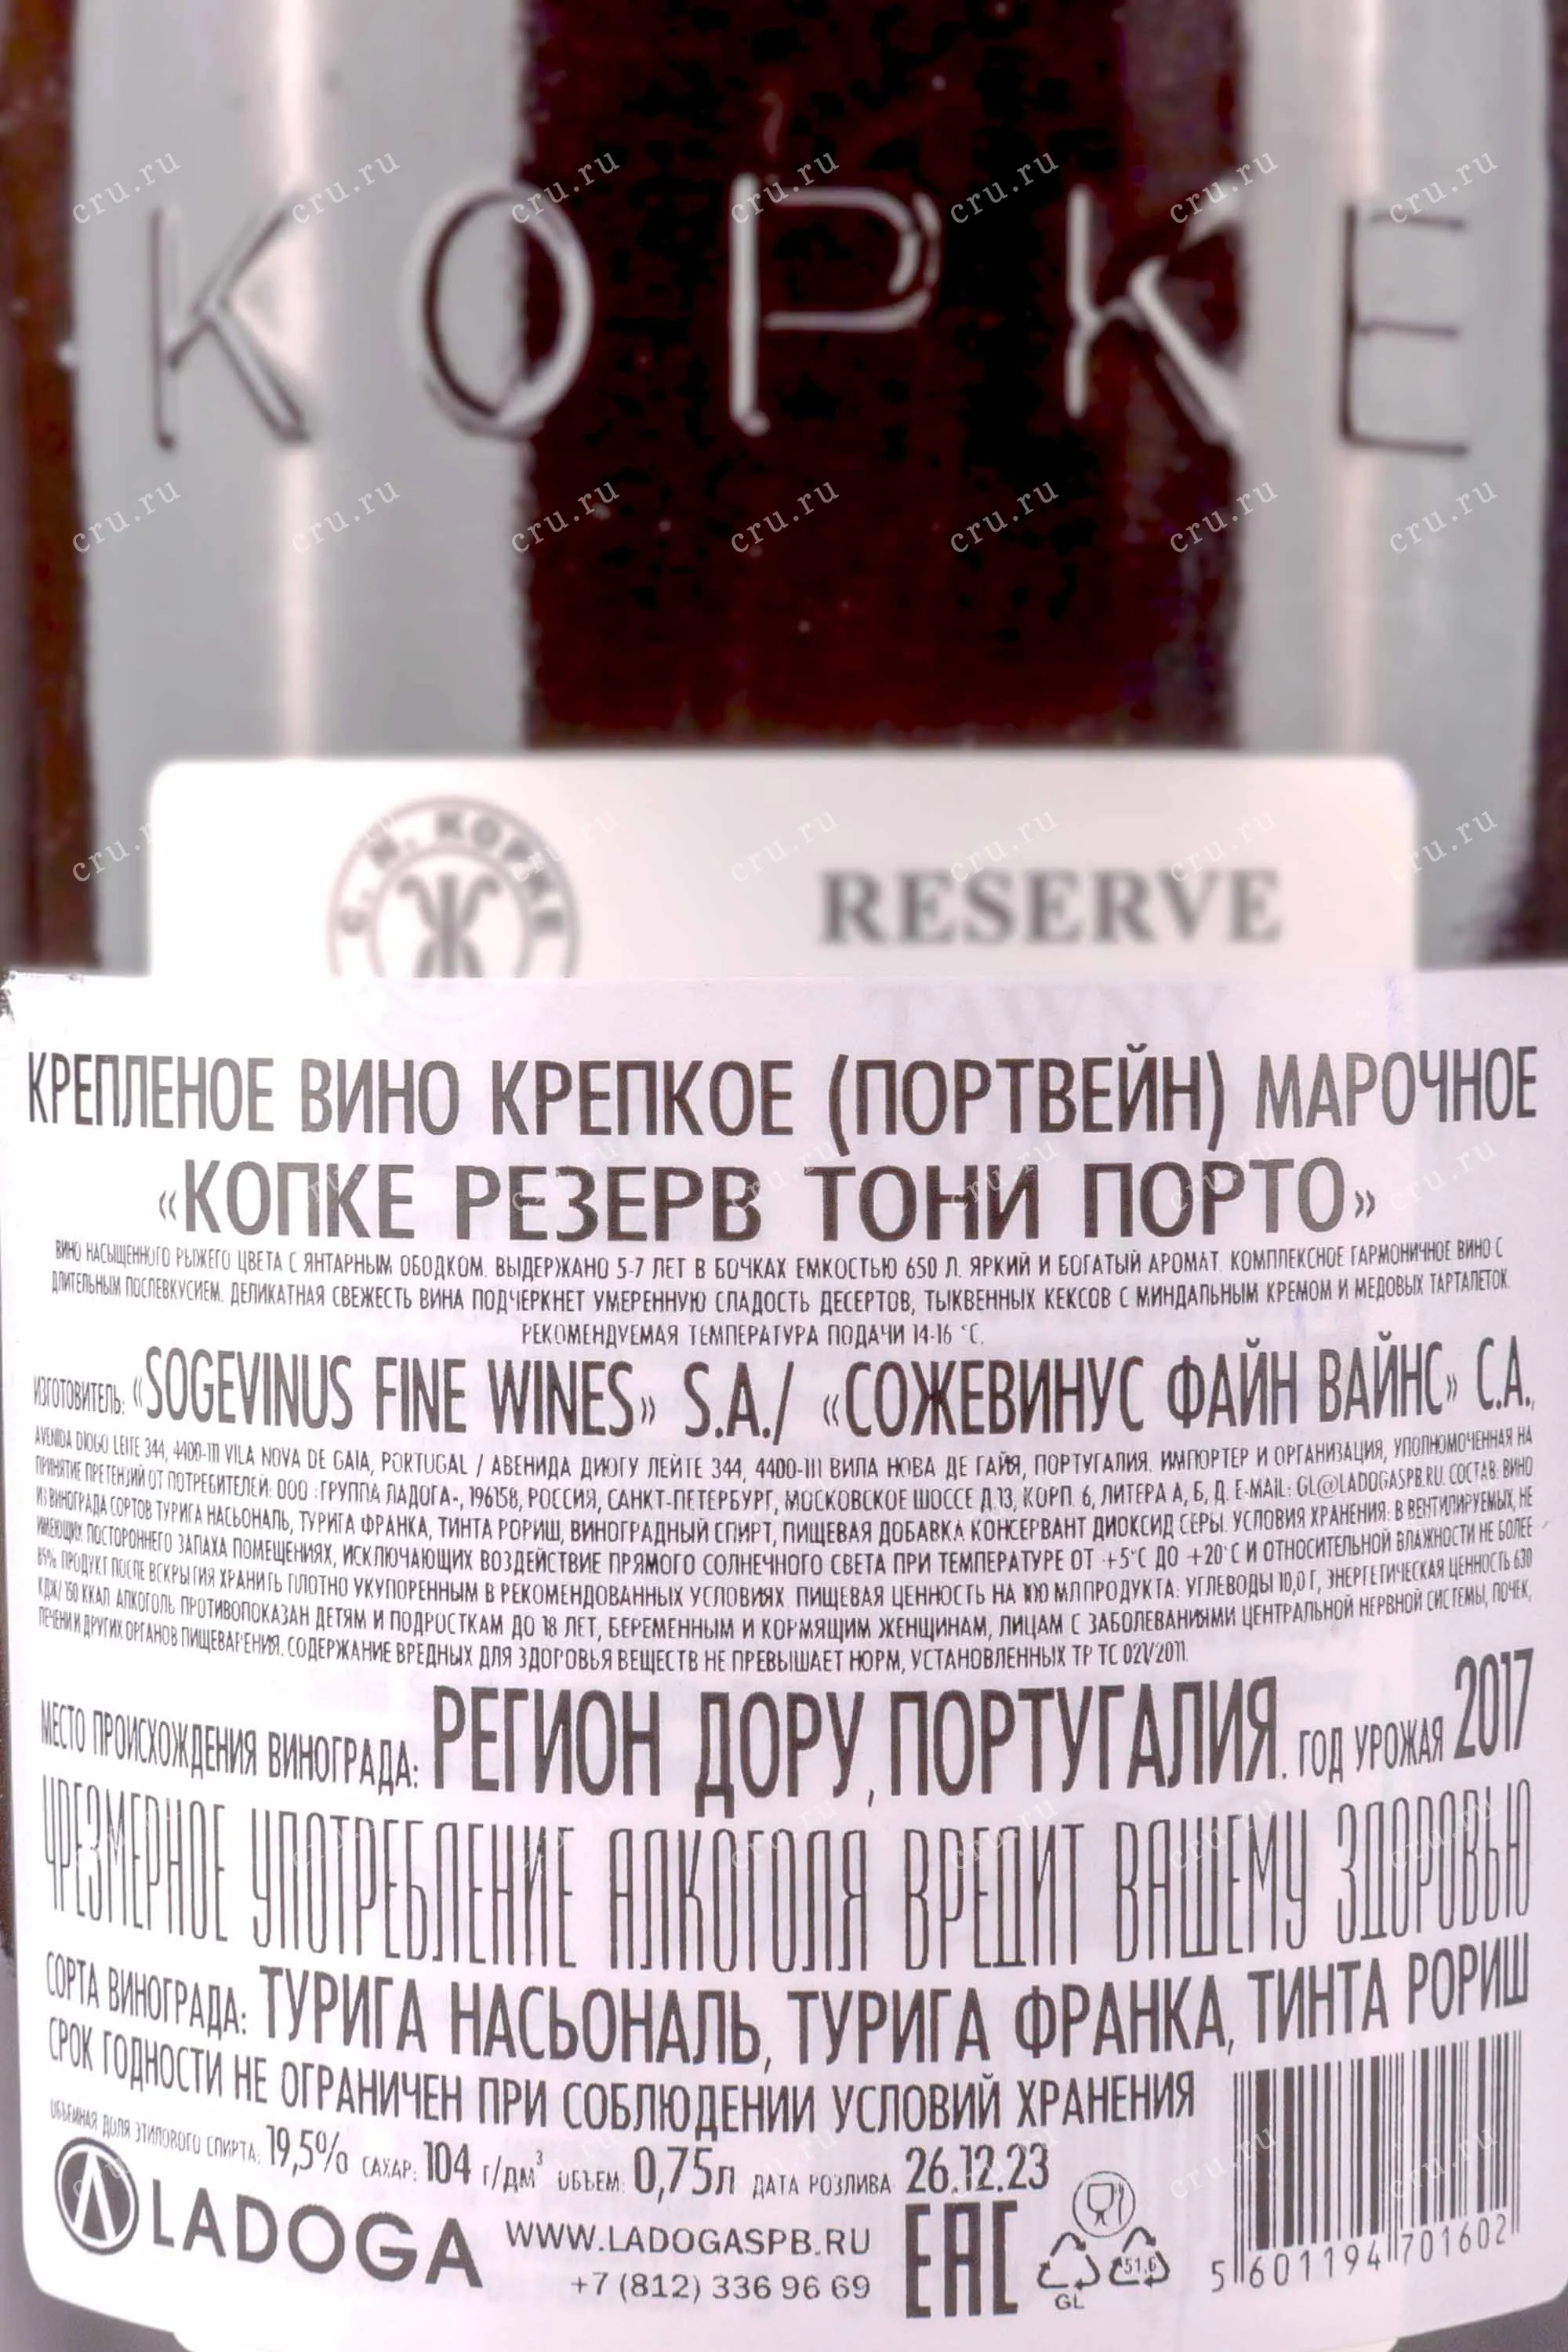 KOPKE
C. N. KOPKE
RESERVE
TAWNY
КРЕПЛЕНОЕ ВИНО КРЕПКОЕ (ПОРТВЕЙН) МАРОЧНОЕ
«КОПКЕ РЕЗЕРВ ТОНИ ПОРТО»
ВИНО НАСЫЩЕННОГО РЫЖЕГО ЦВЕТА С ЯНТАРНЫМ ОБОДКОМ. ВЫДЕРЖАНО 5-7 ЛЕТ В БОЧКАХ ЕМКОСТЬЮ 650 Л. ЯРКИЙ И БОГАТЫЙ АРОМАТ. КОМПЛЕКСНОЕ ГАРМОНИЧНОЕ ВИНО С
ДЛИТЕЛЬНЫМ ПОСЛЕВКУСИЕМ. ДЕЛИКАТНАЯ СВЕЖЕСТЬ ВИНА ПОДЧЕРКНЕТ УМЕРЕННУЮ СЛАДОСТЬ ДЕСЕРТОВ, ТЫКВЕННЫХ КЕКСОВ С МИНДАЛЬНЫМ КРЕМОМ И МЕДОВЫХ ТАРТАЛЕТОК.
РЕКОМЕНДУЕМАЯ ТЕМПЕРАТУРА ПОДАЧИ 14-16 °С.
ИЗГОТОВИТЕЛЬ: «SOGEVINUS FINE WINES» S.A./ «СОЖЕВИНУС ФАЙН ВАЙНС» С.А.,
AVENIDA DIOGO LEITE 344, 4400-111 VILA NOVA DE GAIA, PORTUGAL / АВЕНИДА ДИОГУ ЛЕЙТЕ 344, 4400-111 ВИЛА НОВА ДЕ ГАЙЯ, ПОРТУГАЛИЯ. ИМПОРТЕР И ОРГАНИЗАЦИЯ, УПОЛНОМОЧЕННАЯ НА
ПРИНЯТИЕ ПРЕТЕНЗИЙ ОТ ПОТРЕБИТЕЛЕЙ: ООО «ГРУППА ЛАДОГА», 196158, РОССИЯ, САНКТ-ПЕТЕРБУРГ, МОСКОВСКОЕ ШОССЕ Д.13, КОРП. 6, ЛИТЕРА А, Б, Д. E-MAIL: GL@LADOGASPB.RU. СОСТАВ: ВИНО
ИЗ ВИНОГРАДА СОРТОВ ТУРИГА НАСЬОНАЛЬ, ТУРИГА ФРАНКА, ТИНТА РОРИШ, ВИНОГРАДНЫЙ СПИРТ, ПИЩЕВАЯ ДОБАВКА КОНСЕРВАНТ ДИОКСИД СЕРЫ. УСЛОВИЯ ХРАНЕНИЯ: В ВЕНТИЛИРУЕМЫХ, НЕ
ИМЕЮЩИХ ПОСТОРОННЕГО ЗАПАХА ПОМЕЩЕНИЯХ, ИСКЛЮЧАЮЩИХ ВОЗДЕЙСТВИЕ ПРЯМОГО СОЛНЕЧНОГО СВЕТА ПРИ ТЕМПЕРАТУРЕ ОТ +5°С ДО +20°С И ОТНОСИТЕЛЬНОЙ ВЛАЖНОСТИ НЕ БОЛЕЕ
85% ПРОДУКТ ПОСЛЕ ВСКРЫТИЯ ХРАНИТЬ ПЛОТНО УКУПОРЕННЫМ В РЕКОМЕНДОВАННЫХ УСЛОВИЯХ. ПИЩЕВАЯ ЦЕННОСТЬ НА 100 МЛ ПРОДУКТА: УГЛЕВОДЫ 10,0 Г, ЭНЕРГЕТИЧЕСКАЯ ЦЕННОСТЬ 630
КДЖ/ 150 ККАЛ. АЛКОГОЛЬ ПРОТИВОПОКАЗАН ДЕТЯМ И ПОДРОСТКАМ ДО 18 ЛЕТ, БЕРЕМЕННЫМ И КОРМЯЩИМ ЖЕНЩИНАМ, ЛИЦАМ С ЗАБОЛЕВАНИЯМИ ЦЕНТРАЛЬНОЙ НЕРВНОЙ СИСТЕМЫ, ПОЧЕК,
ПЕЧЕНИ И ДРУГИХ ОРГАНОВ ПИЩЕВАРЕНИЯ. СОДЕРЖАНИЕ ВРЕДНЫХ ДЛЯ ЗДОРОВЬЯ ВЕЩЕСТВ НЕ ПРЕВЫШАЕТ НОРМ, УСТАНОВЛЕННЫХ ТР ТС 021/2011.
МЕСТО ПРОИСХОЖДЕНИЯ ВИНОГРАДА: РЕГИОН ДОРУ, ПОРТУГАЛИЯ. ГОД УРОЖАЯ 2017
ЧРЕЗМЕРНОЕ УПОТРЕБЛЕНИЕ АЛКОГОЛЯ ВРЕДИТ ВАШЕМУ ЗДОРОВЬЮ
СОРТА ВИНОГРАДА: ТУРИГА НАСЬОНАЛЬ, ТУРИГА ФРАНКА, ТИНТА РОРИШ
СРОК ГОДНОСТИ НЕ ОГРАНИЧЕН ПРИ СОБЛЮДЕНИИ УСЛОВИЙ ХРАНЕНИЯ
ОБЪЕМНАЯ ДОЛЯ ЭТИЛОВОГО СПИРТА: 19,5% САХАР: 104 г/дм³ ОБЪЕМ: 0,75л ДАТА РОЗЛИВА 26.12.23
LADOGA
WWW.LADOGASPB.RU
+7 (812) 336 96 69
EAC
GL
51.6
5 601194 701602
cru.ru